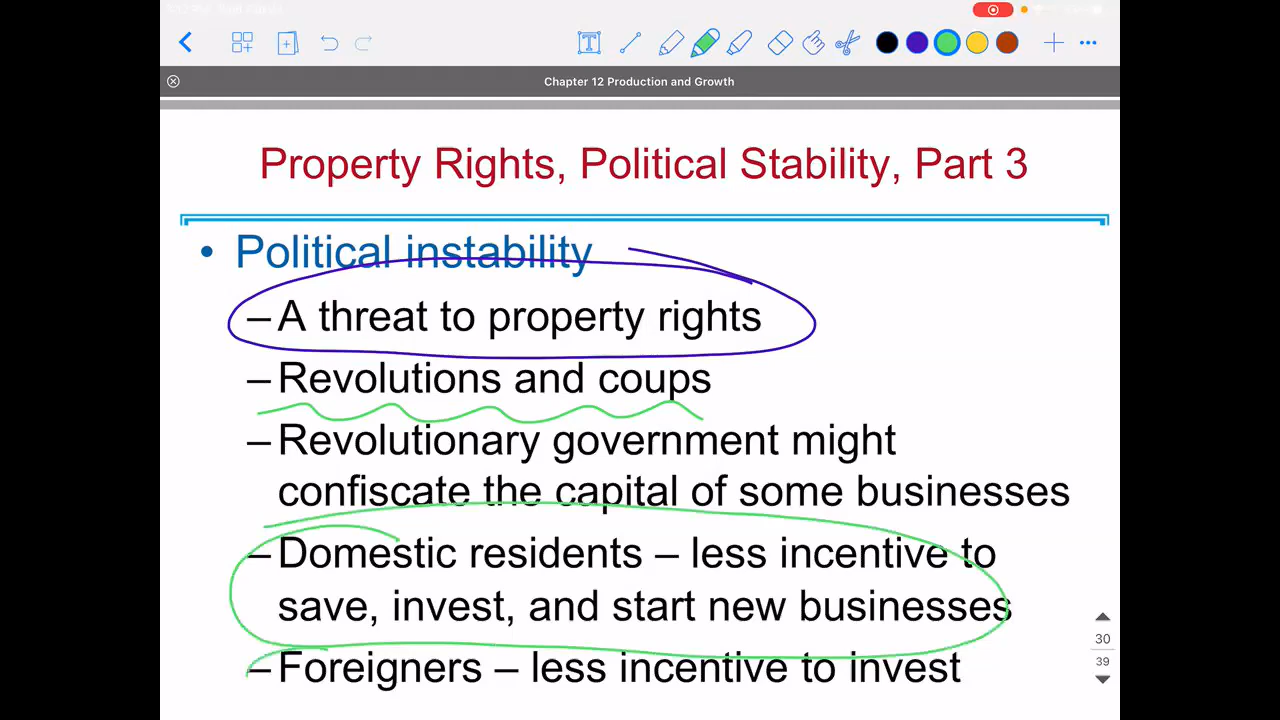 Chapter 12 Production and Growth
Property Rights, Political Stability, Part 3
• Political instability
– A threat to property rights
– Revolutions and coups
– Revolutionary government might
confiscate the capital of some businesses
– Domestic residents – less incentive to
save, invest, and start new businesses
– Foreigners – less incentive to invest
30
39